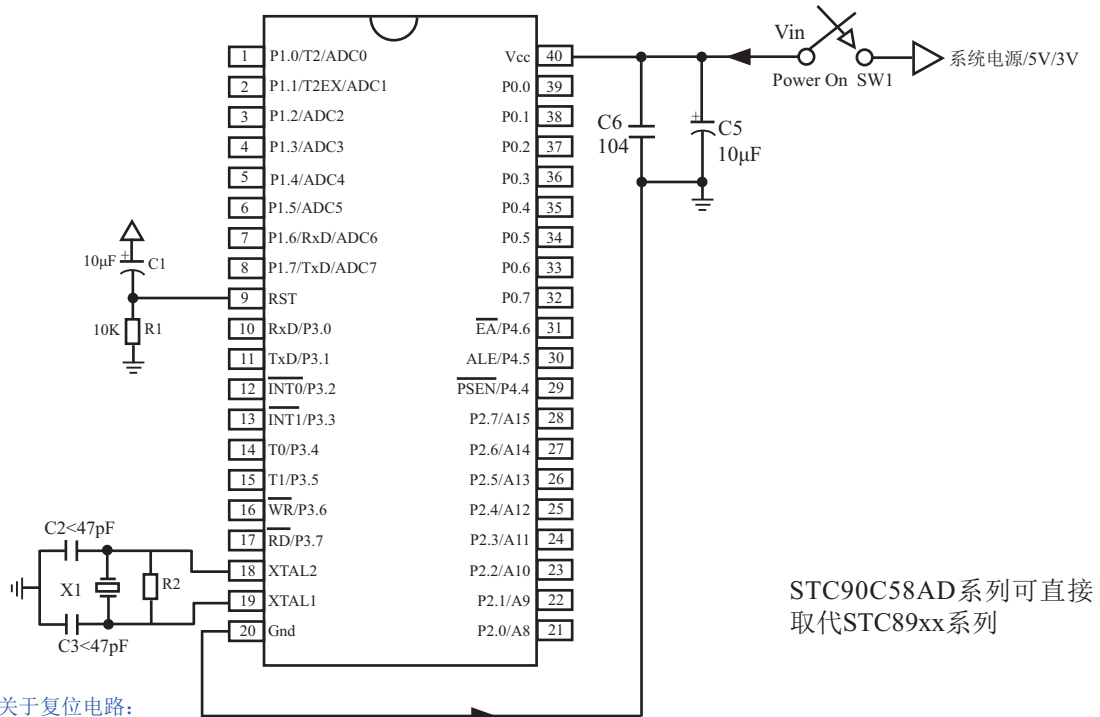 Vin
Power On SW1
系统电源/5V/3V
1 P1.0/T2/ADC0
2 P1.1/T2EX/ADC1
3 P1.2/ADC2
4 P1.3/ADC3
5 P1.4/ADC4
6 P1.5/ADC5
7 P1.6/RxD/ADC6
8 P1.7/TxD/ADC7
9 RST
10 RxD/P3.0
11 TxD/P3.1
12 INT0/P3.2
13 INT1/P3.3
14 T0/P3.4
15 T1/P3.5
16 WR/P3.6
17 RD/P3.7
18 XTAL2
19 XTAL1
20 Gnd
Vcc 40
P0.0 39
P0.1 38
P0.2 37
P0.3 36
P0.4 35
P0.5 34
P0.6 33
P0.7 32
EA/P4.6 31
ALE/P4.5 30
PSEN/P4.4 29
P2.7/A15 28
P2.6/A14 27
P2.5/A13 26
P2.4/A12 25
P2.3/A11 24
P2.2/A10 23
P2.1/A9 22
P2.0/A8 21
C6
104
+
C5
10μF
10μF + C1
10K R1
C2<47pF
X1 R2
C3<47pF
STC90C58AD系列可直接
取代STC89xx系列
关于复位电路: